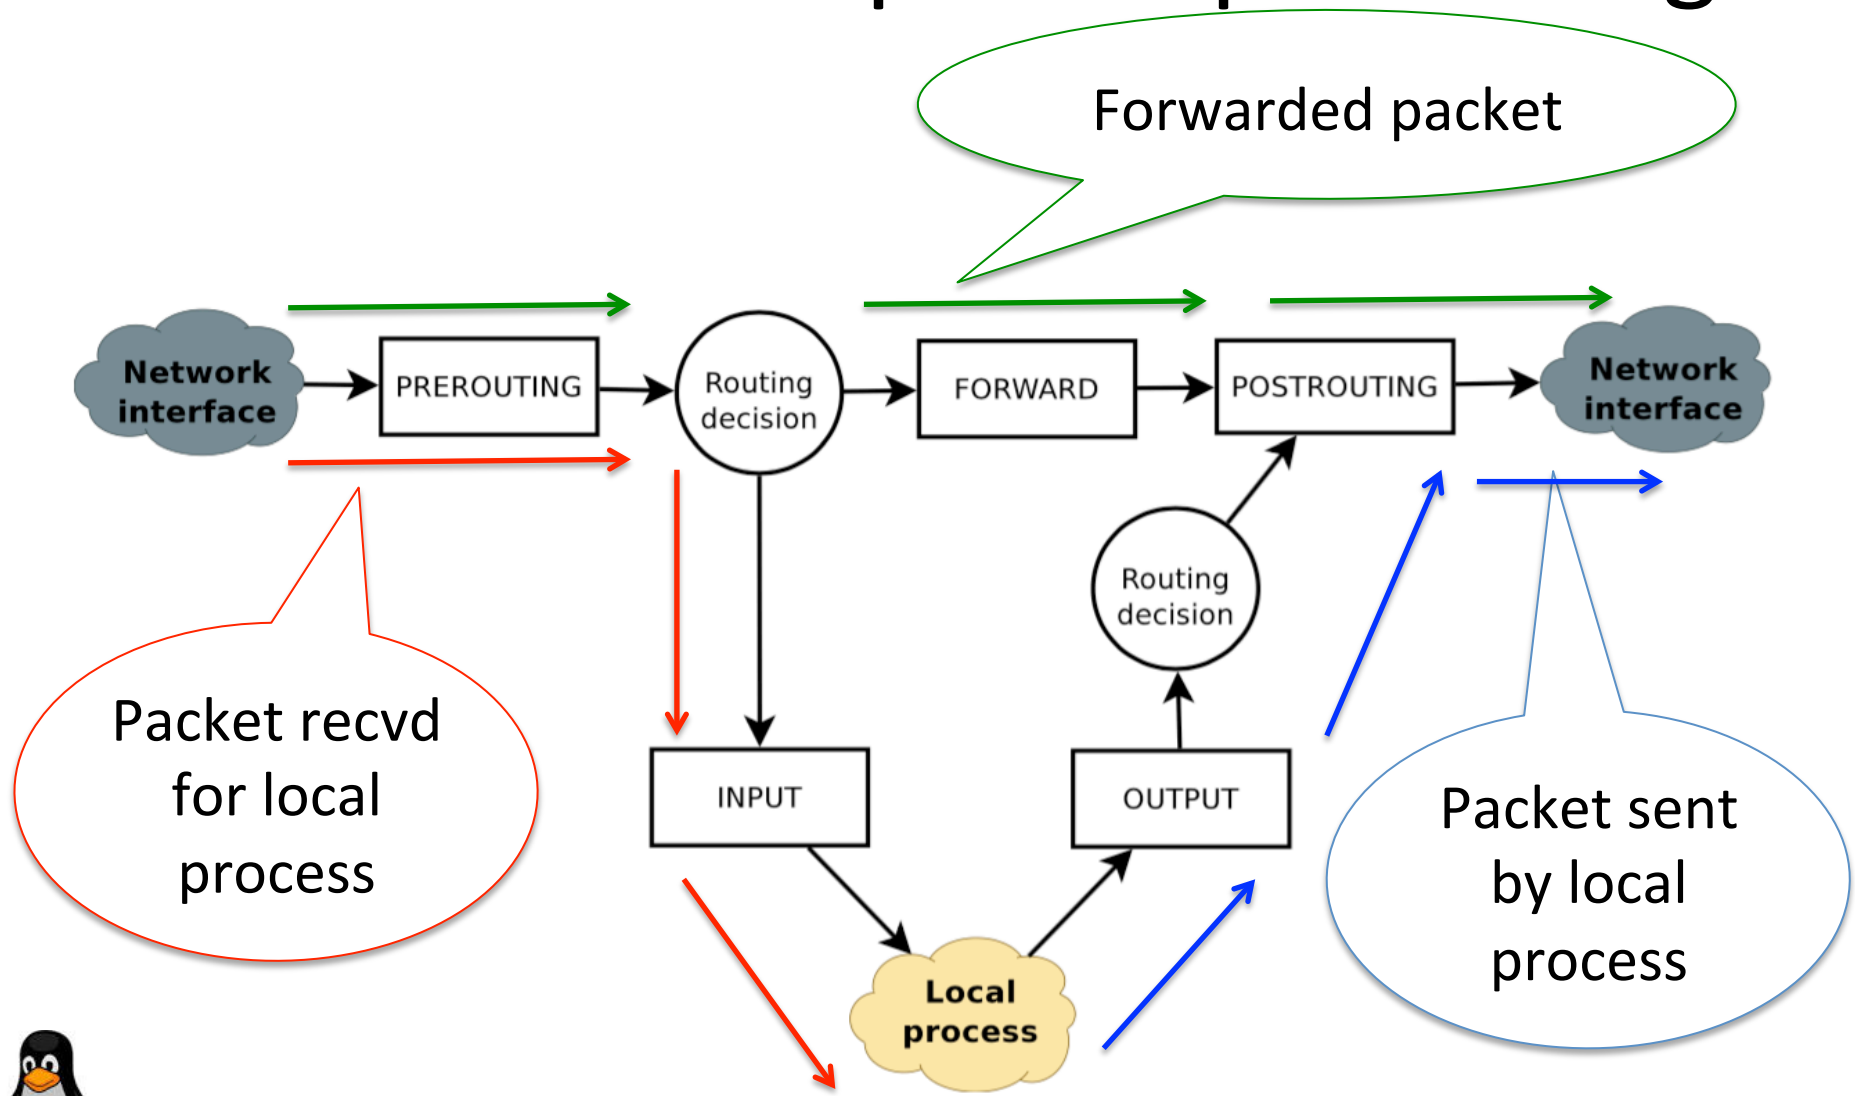 Forwarded packet
Network
interface
PREROUTING
Routing
decision
FORWARD
POSTROUTING
Network
interface
Routing
decision
Packet recvd
for local
process
INPUT
OUTPUT
Packet sent
by local
process
Local
process